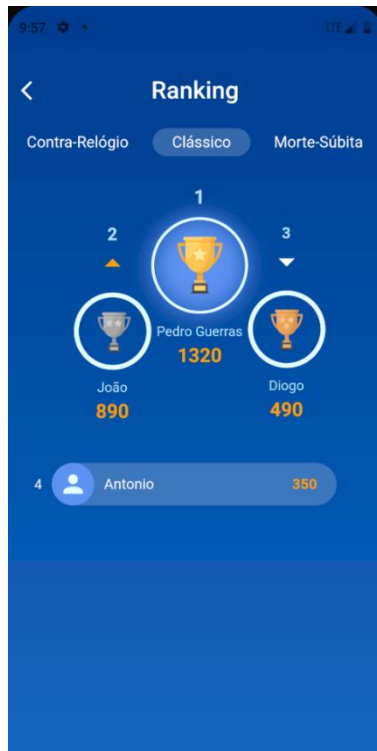 9:57
LTE
Ranking
Contra-Relógio Clássico Morte-Súbita
1
2
3
Pedro Guerras
1320
João
890
Diogo
490
4 Antonio 350